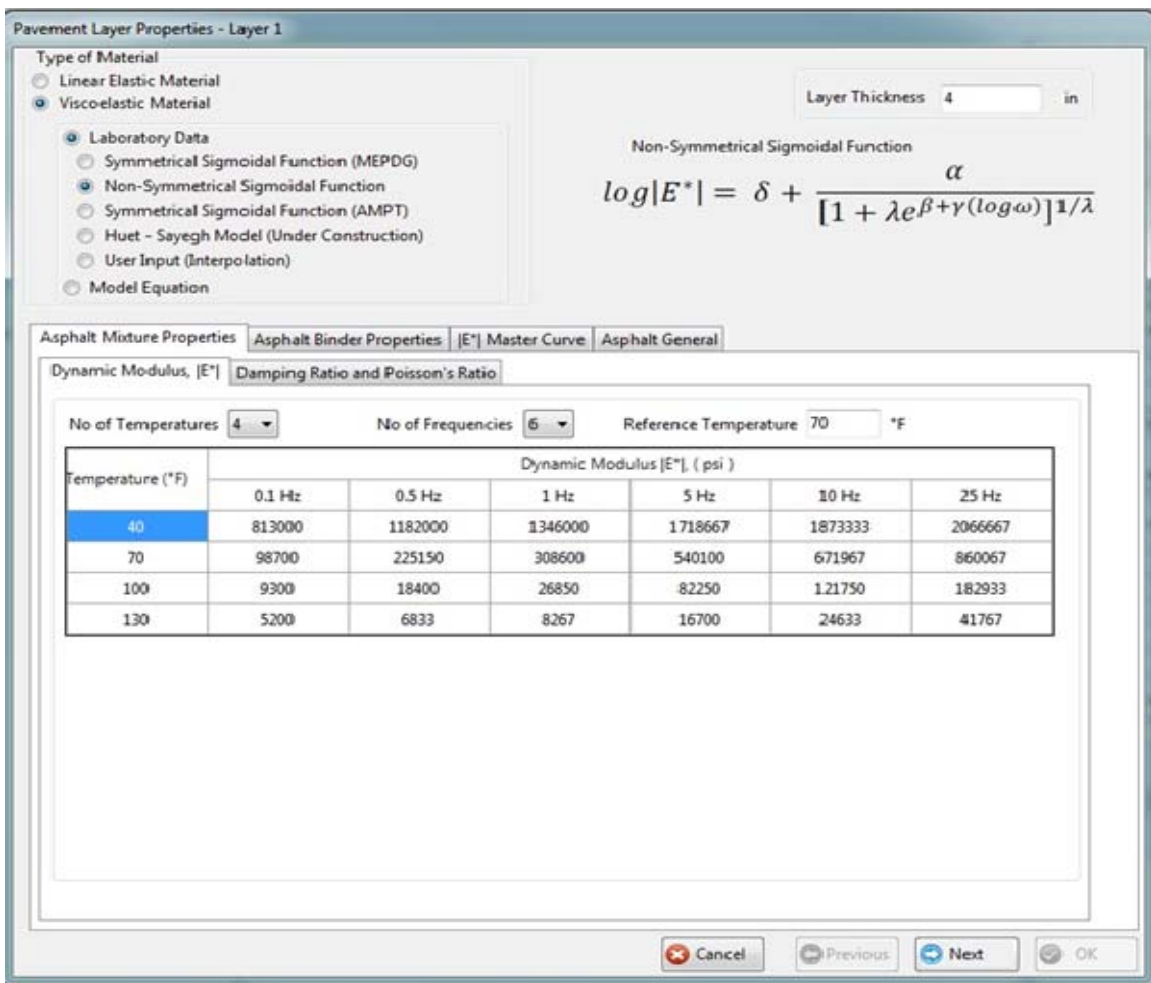 Pavement Layer Properties - Layer 1
Type of Material
Linear Elastic Material
Viscoelastic Material
Laboratory Data
Symmetrical Sigmoidal Function (MEPDG)
Non-Symmetrical Sigmoidal Function
Symmetrical Sigmoidal Function (AMPT)
Huet - Sayegh Model (Under Construction)
User Input (Interpolation)
Model Equation
Layer Thickness 4 in
Non-Symmetrical Sigmoidal Function
log|E*| = δ + α / [1 + λe^{β+γ(logω)}]^{1/λ}
Asphalt Mixture Properties Asphalt Binder Properties |E*| Master Curve Asphalt General
Dynamic Modulus, |E*| Damping Ratio and Poisson's Ratio
No of Temperatures 4 No of Frequencies 6 Reference Temperature 70 °F
Temperature (°F) Dynamic Modulus |E*|, ( psi )
0.1 Hz 0.5 Hz 1 Hz 5 Hz 10 Hz 25 Hz
40 813000 1182000 1346000 1718667 1873333 2066667
70 98700 225150 308600 540100 671967 860067
100 9300 18400 26850 82250 121750 182933
130 5200 6833 8267 16700 24633 41767
Cancel Previous Next OK